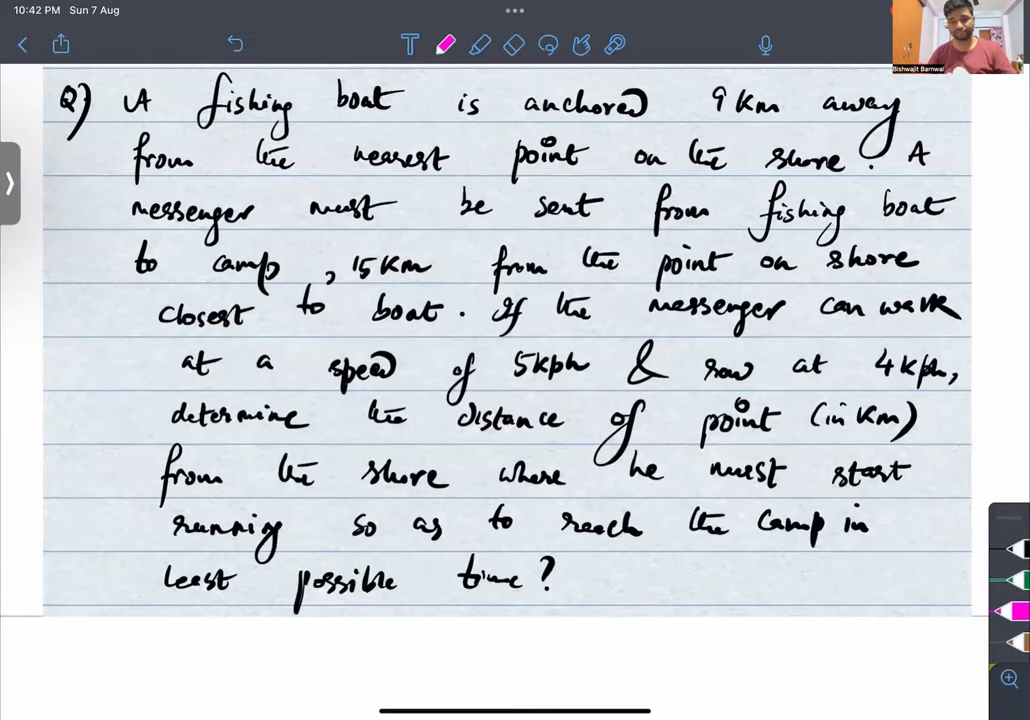 10:42 PM Sun 7 Aug
Bishwajit Barnwal
Q) A fishing boat is anchored 9 Km away
from the nearest point on the shore. A
messenger must be sent from fishing boat
to camp, 15 Km from the point on shore
closest to boat. If the messenger can walk
at a speed of 5 kph & row at 4 kph,
determine the distance of point (in Km)
from the shore where he must start
running so as to reach the camp in
least possible time?